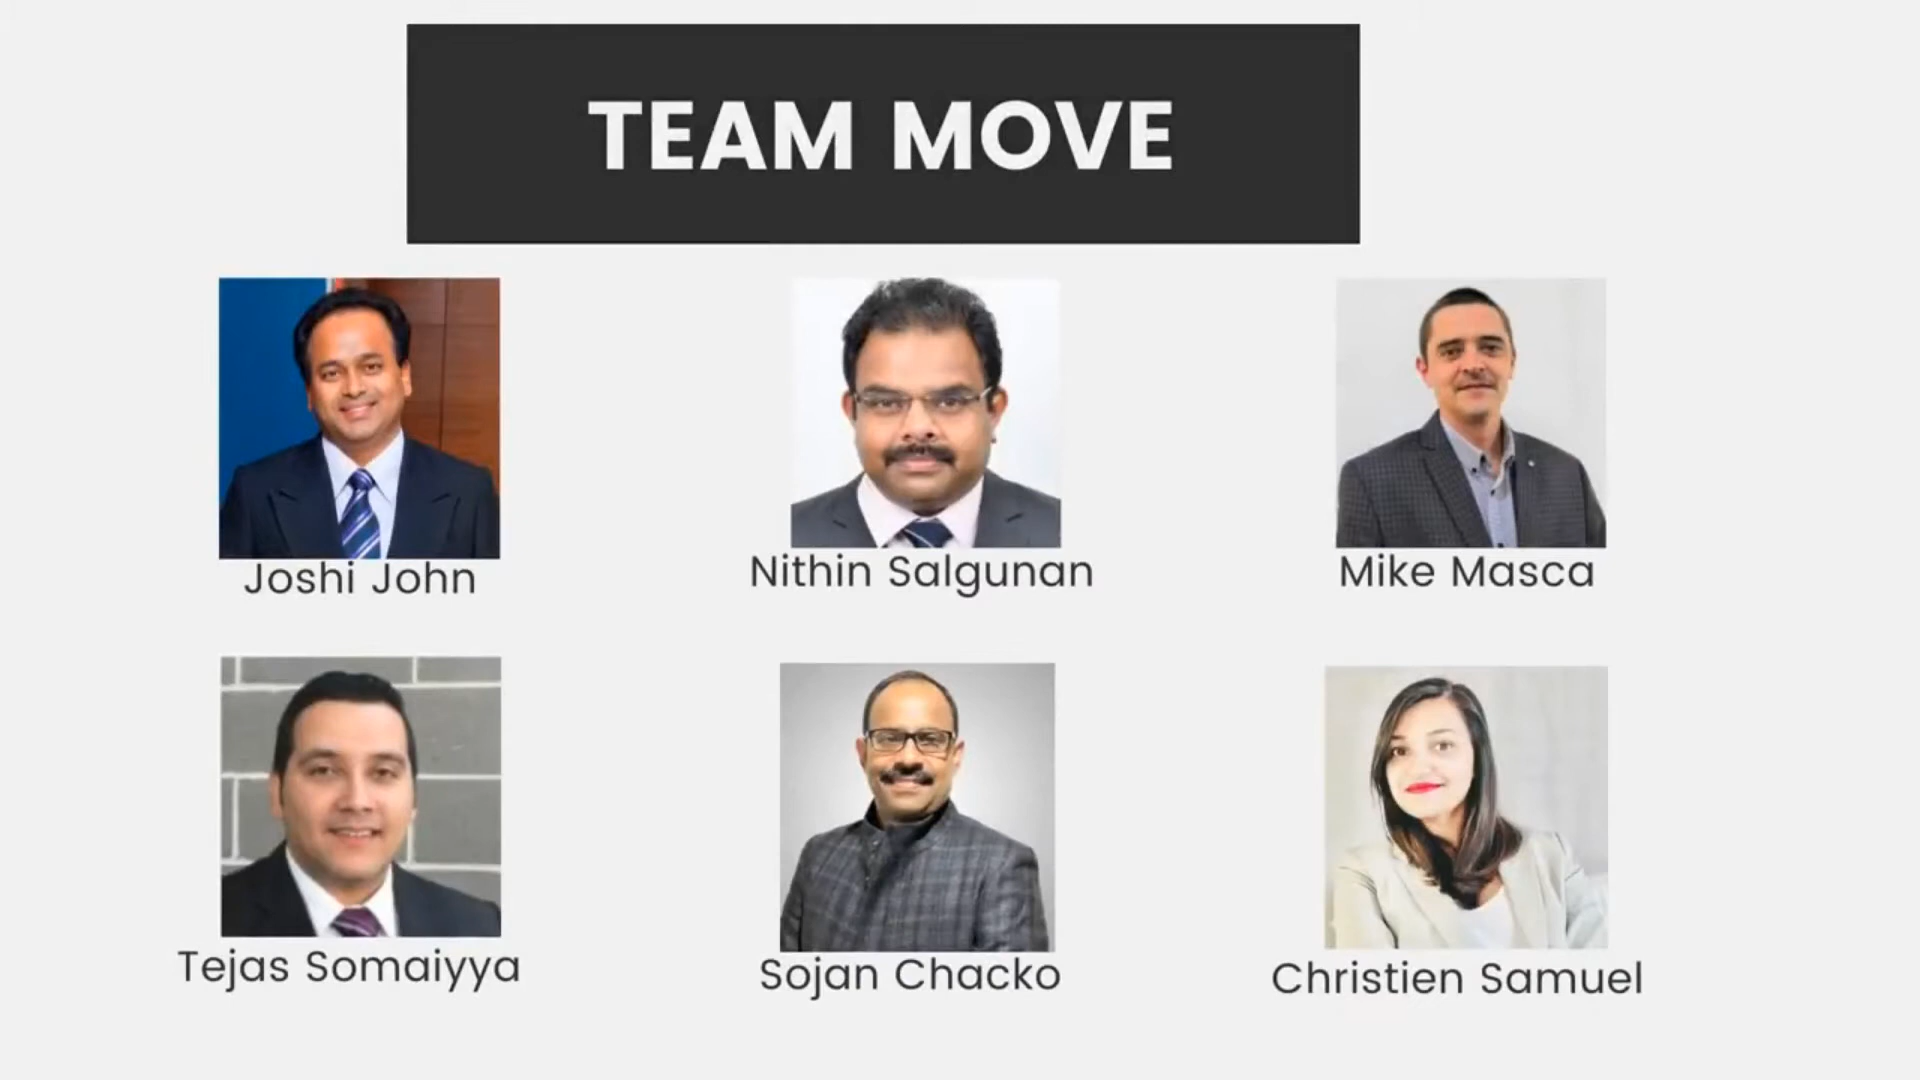 TEAM MOVE
Joshi John
Nithin Salgunan
Mike Masca
Tejas Somaiyya
Sojan Chacko
Christien Samuel